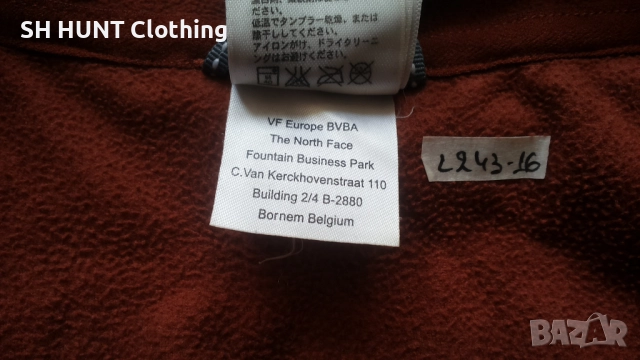 SH HUNT Clothing
ださい。
低温でタンブラー乾燥、または
アイロンがけ、ドライクリーニ
ングはお避けください。
VF Europe BVBA
The North Face
Fountain Business Park
C.Van Kerckhovenstraat 110
Building 2/4 B-2880
Bornem Belgium
L243-16
BAZAR
bg